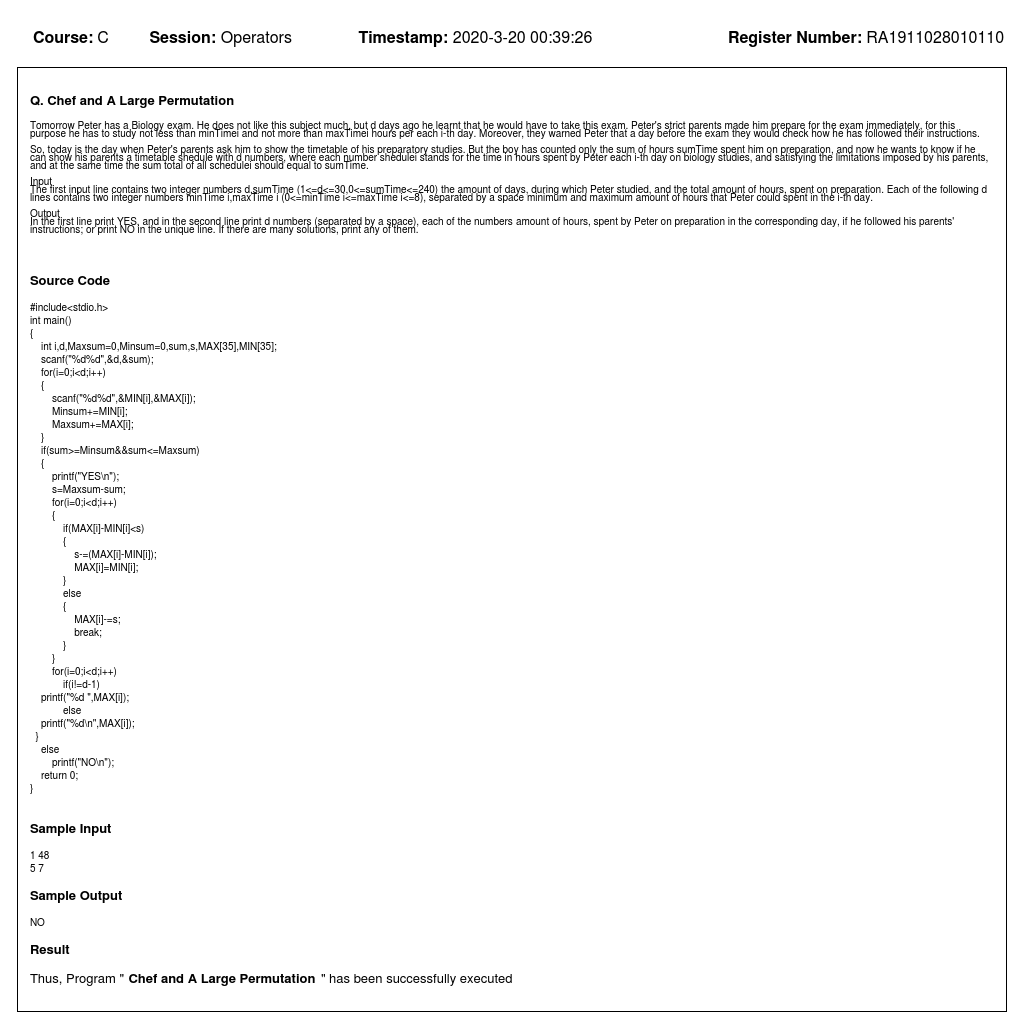 Course: C Session: Operators Timestamp: 2020-3-20 00:39:26 Register Number: RA1911028010110
Q. Chef and A Large Permutation
Tomorrow Peter has a Biology exam. He does not like this subject much, but d days ago he learnt that he would have to take this exam. Peter's strict parents made him prepare for the exam immediately, for this
purpose he has to study not less than minTimei and not more than maxTimei hours per each i-th day. Moreover, they warned Peter that a day before the exam they would check how he has followed their instructions.
So, today is the day when Peter's parents ask him to show the timetable of his preparatory studies. But the boy has counted only the sum of hours sumTime spent him on preparation, and now he wants to know if he
can show his parents a timetable shedule with d numbers, where each number shedulei stands for the time in hours spent by Peter each i-th day on biology studies, and satisfying the limitations imposed by his parents,
and at the same time the sum total of all schedulei should equal to sumTime.
Input
The first input line contains two integer numbers d,sumTime (1<=d<=30,0<=sumTime<=240) the amount of days, during which Peter studied, and the total amount of hours, spent on preparation. Each of the following d
lines contains two integer numbers minTime i,maxTime i (0<=minTime i<=maxTime i<=8), separated by a space minimum and maximum amount of hours that Peter could spent in the i-th day.
Output
In the first line print YES, and in the second line print d numbers (separated by a space), each of the numbers amount of hours, spent by Peter on preparation in the corresponding day, if he followed his parents'
instructions; or print NO in the unique line. If there are many solutions, print any of them.
Source Code
#include<stdio.h>
int main()
{
int i,d,Maxsum=0,Minsum=0,sum,s,MAX[35],MIN[35];
scanf("%d%d",&d,&sum);
for(i=0;i<d;i++)
{
scanf("%d%d",&MIN[i],&MAX[i]);
Minsum+=MIN[i];
Maxsum+=MAX[i];
}
if(sum>=Minsum&&sum<=Maxsum)
{
printf("YES\n");
s=Maxsum-sum;
for(i=0;i<d;i++)
{
if(MAX[i]-MIN[i]<s)
{
s-=(MAX[i]-MIN[i]);
MAX[i]=MIN[i];
}
else
{
MAX[i]-=s;
break;
}
}
for(i=0;i<d;i++)
if(i!=d-1)
printf("%d ",MAX[i]);
else
printf("%d\n",MAX[i]);
}
else
printf("NO\n");
return 0;
}
Sample Input
1 48
5 7
Sample Output
NO
Result
Thus, Program " Chef and A Large Permutation " has been successfully executed